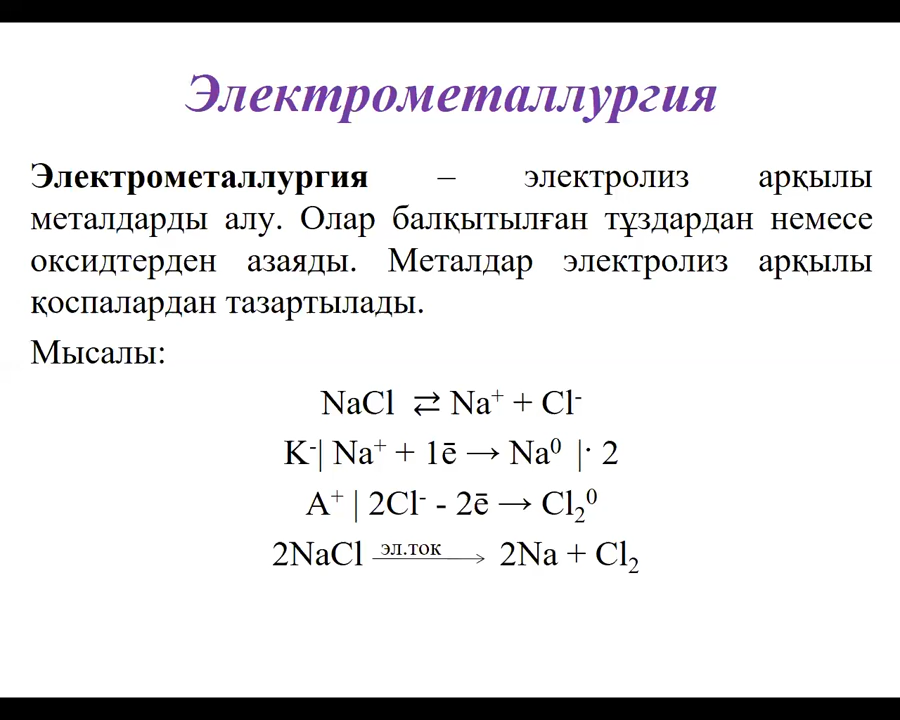 Электрометаллургия
Электрометаллургия – электролиз арқылы
металдарды алу. Олар балқытылған тұздардан немесе
оксидтерден азаяды. Металдар электролиз арқылы
қоспалардан тазартылады.
Мысалы:
NaCl ⇄ Na⁺ + Cl⁻
K⁻| Na⁺ + 1ē → Na⁰ |· 2
A⁺ | 2Cl⁻ - 2ē → Cl₂⁰
2NaCl эл.ток → 2Na + Cl₂